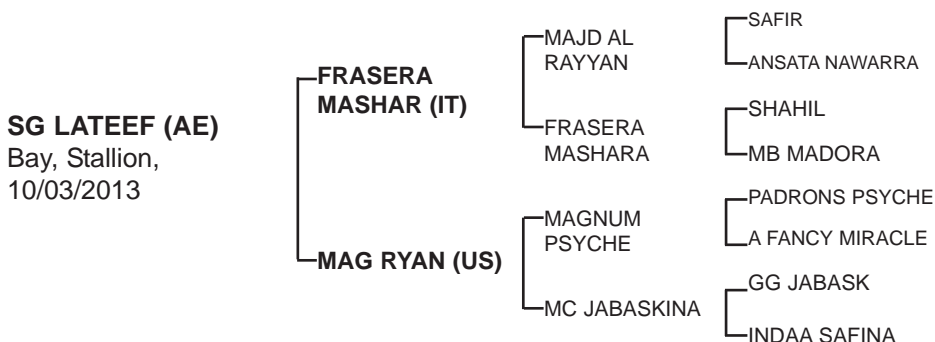 SG LATEEF (AE)
Bay, Stallion,
10/03/2013
FRASERA
MASHAR (IT)
MAG RYAN (US)
MAJD AL
RAYYAN
FRASERA
MASHARA
MAGNUM
PSYCHE
MC JABASKINA
SAFIR
ANSATA NAWARRA
SHAHIL
MB MADORA
PADRONS PSYCHE
A FANCY MIRACLE
GG JABASK
INDAA SAFINA